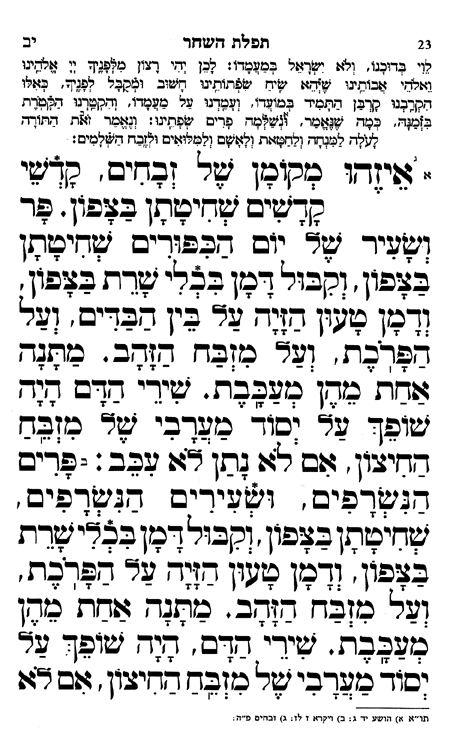 23 תפלת השחר יב
לֵוִי בְּדוּכָנוֹ, וְלֹא יִשְׂרָאֵל בְּמַעֲמָדוֹ: לָכֵן יְהִי רָצוֹן מִלְּפָנֶיךָ יְיָ אֱלֹהֵינוּ
וֵאלֹהֵי אֲבוֹתֵינוּ שֶׁיְּהֵא שִׂיחַ שִׂפְתוֹתֵינוּ חָשׁוּב וּמְקֻבָּל לְפָנֶיךָ, כְּאִלּוּ
הִקְרַבְנוּ קָרְבַּן הַתָּמִיד בְּמוֹעֲדוֹ, וְעָמַדְנוּ עַל מַעֲמָדוֹ, וְהִקְטַרְנוּ הַקְּטֹרֶת
בִּזְמַנָּהּ, כְּמָה שֶׁנֶּאֱמַר, וּנְשַׁלְּמָה פָרִים שְׂפָתֵינוּ: וְנֶאֱמַר זֹאת הַתּוֹרָה
לָעֹלָה לַמִּנְחָה וְלַחַטָּאת וְלָאָשָׁם וְלַמִּלּוּאִים וּלְזֶבַח הַשְּׁלָמִים:
א אֵיזֶהוּ מְקוֹמָן שֶׁל זְבָחִים, קָדְשֵׁי
קָדָשִׁים שְׁחִיטָתָן בַּצָּפוֹן. פָּר
וְשָׂעִיר שֶׁל יוֹם הַכִּפּוּרִים שְׁחִיטָתָן
בַּצָּפוֹן, וְקִבּוּל דָּמָן בִּכְלִי שָׁרֵת בַּצָּפוֹן,
וְדָמָן טָעוּן הַזָּיָה עַל בֵּין הַבַּדִּים, וְעַל
הַפָּרֹכֶת, וְעַל מִזְבַּח הַזָּהָב. מַתָּנָה
אַחַת מֵהֶן מְעַכָּבֶת. שִׁירֵי הַדָּם הָיָה
שׁוֹפֵךְ עַל יְסוֹד מַעֲרָבִי שֶׁל מִזְבֵּחַ
הַחִיצוֹן, אִם לֹא נָתַן לֹא עִכֵּב: ב פָּרִים
הַנִּשְׂרָפִים, וּשְׂעִירִים הַנִּשְׂרָפִים,
שְׁחִיטָתָן בַּצָּפוֹן, וְקִבּוּל דָּמָן בִּכְלִי שָׁרֵת
בַּצָּפוֹן, וְדָמָן טָעוּן הַזָּיָה עַל הַפָּרֹכֶת,
וְעַל מִזְבַּח הַזָּהָב. מַתָּנָה אַחַת מֵהֶן
מְעַכָּבֶת. שִׁירֵי הַדָּם, הָיָה שׁוֹפֵךְ עַל
יְסוֹד מַעֲרָבִי שֶׁל מִזְבֵּחַ הַחִיצוֹן, אִם לֹא
תו״א א) הושע יד ג: ב) ויקרא ז לז: ג) זבחים פ״ה: